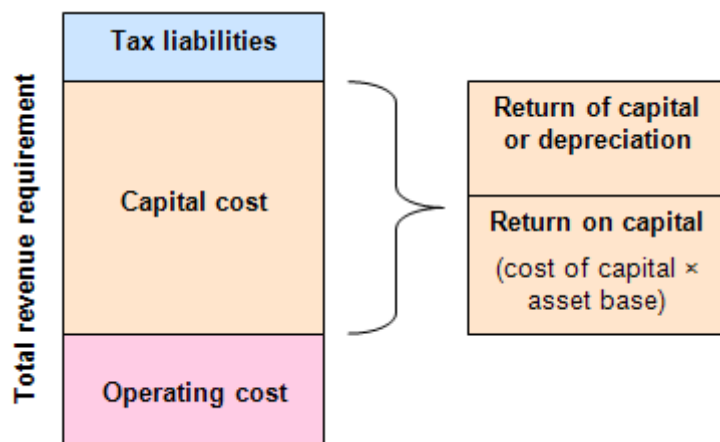 Total revenue requirement
Tax liabilities
Capital cost
Operating cost
Return of capital
or depreciation
Return on capital
(cost of capital ×
asset base)